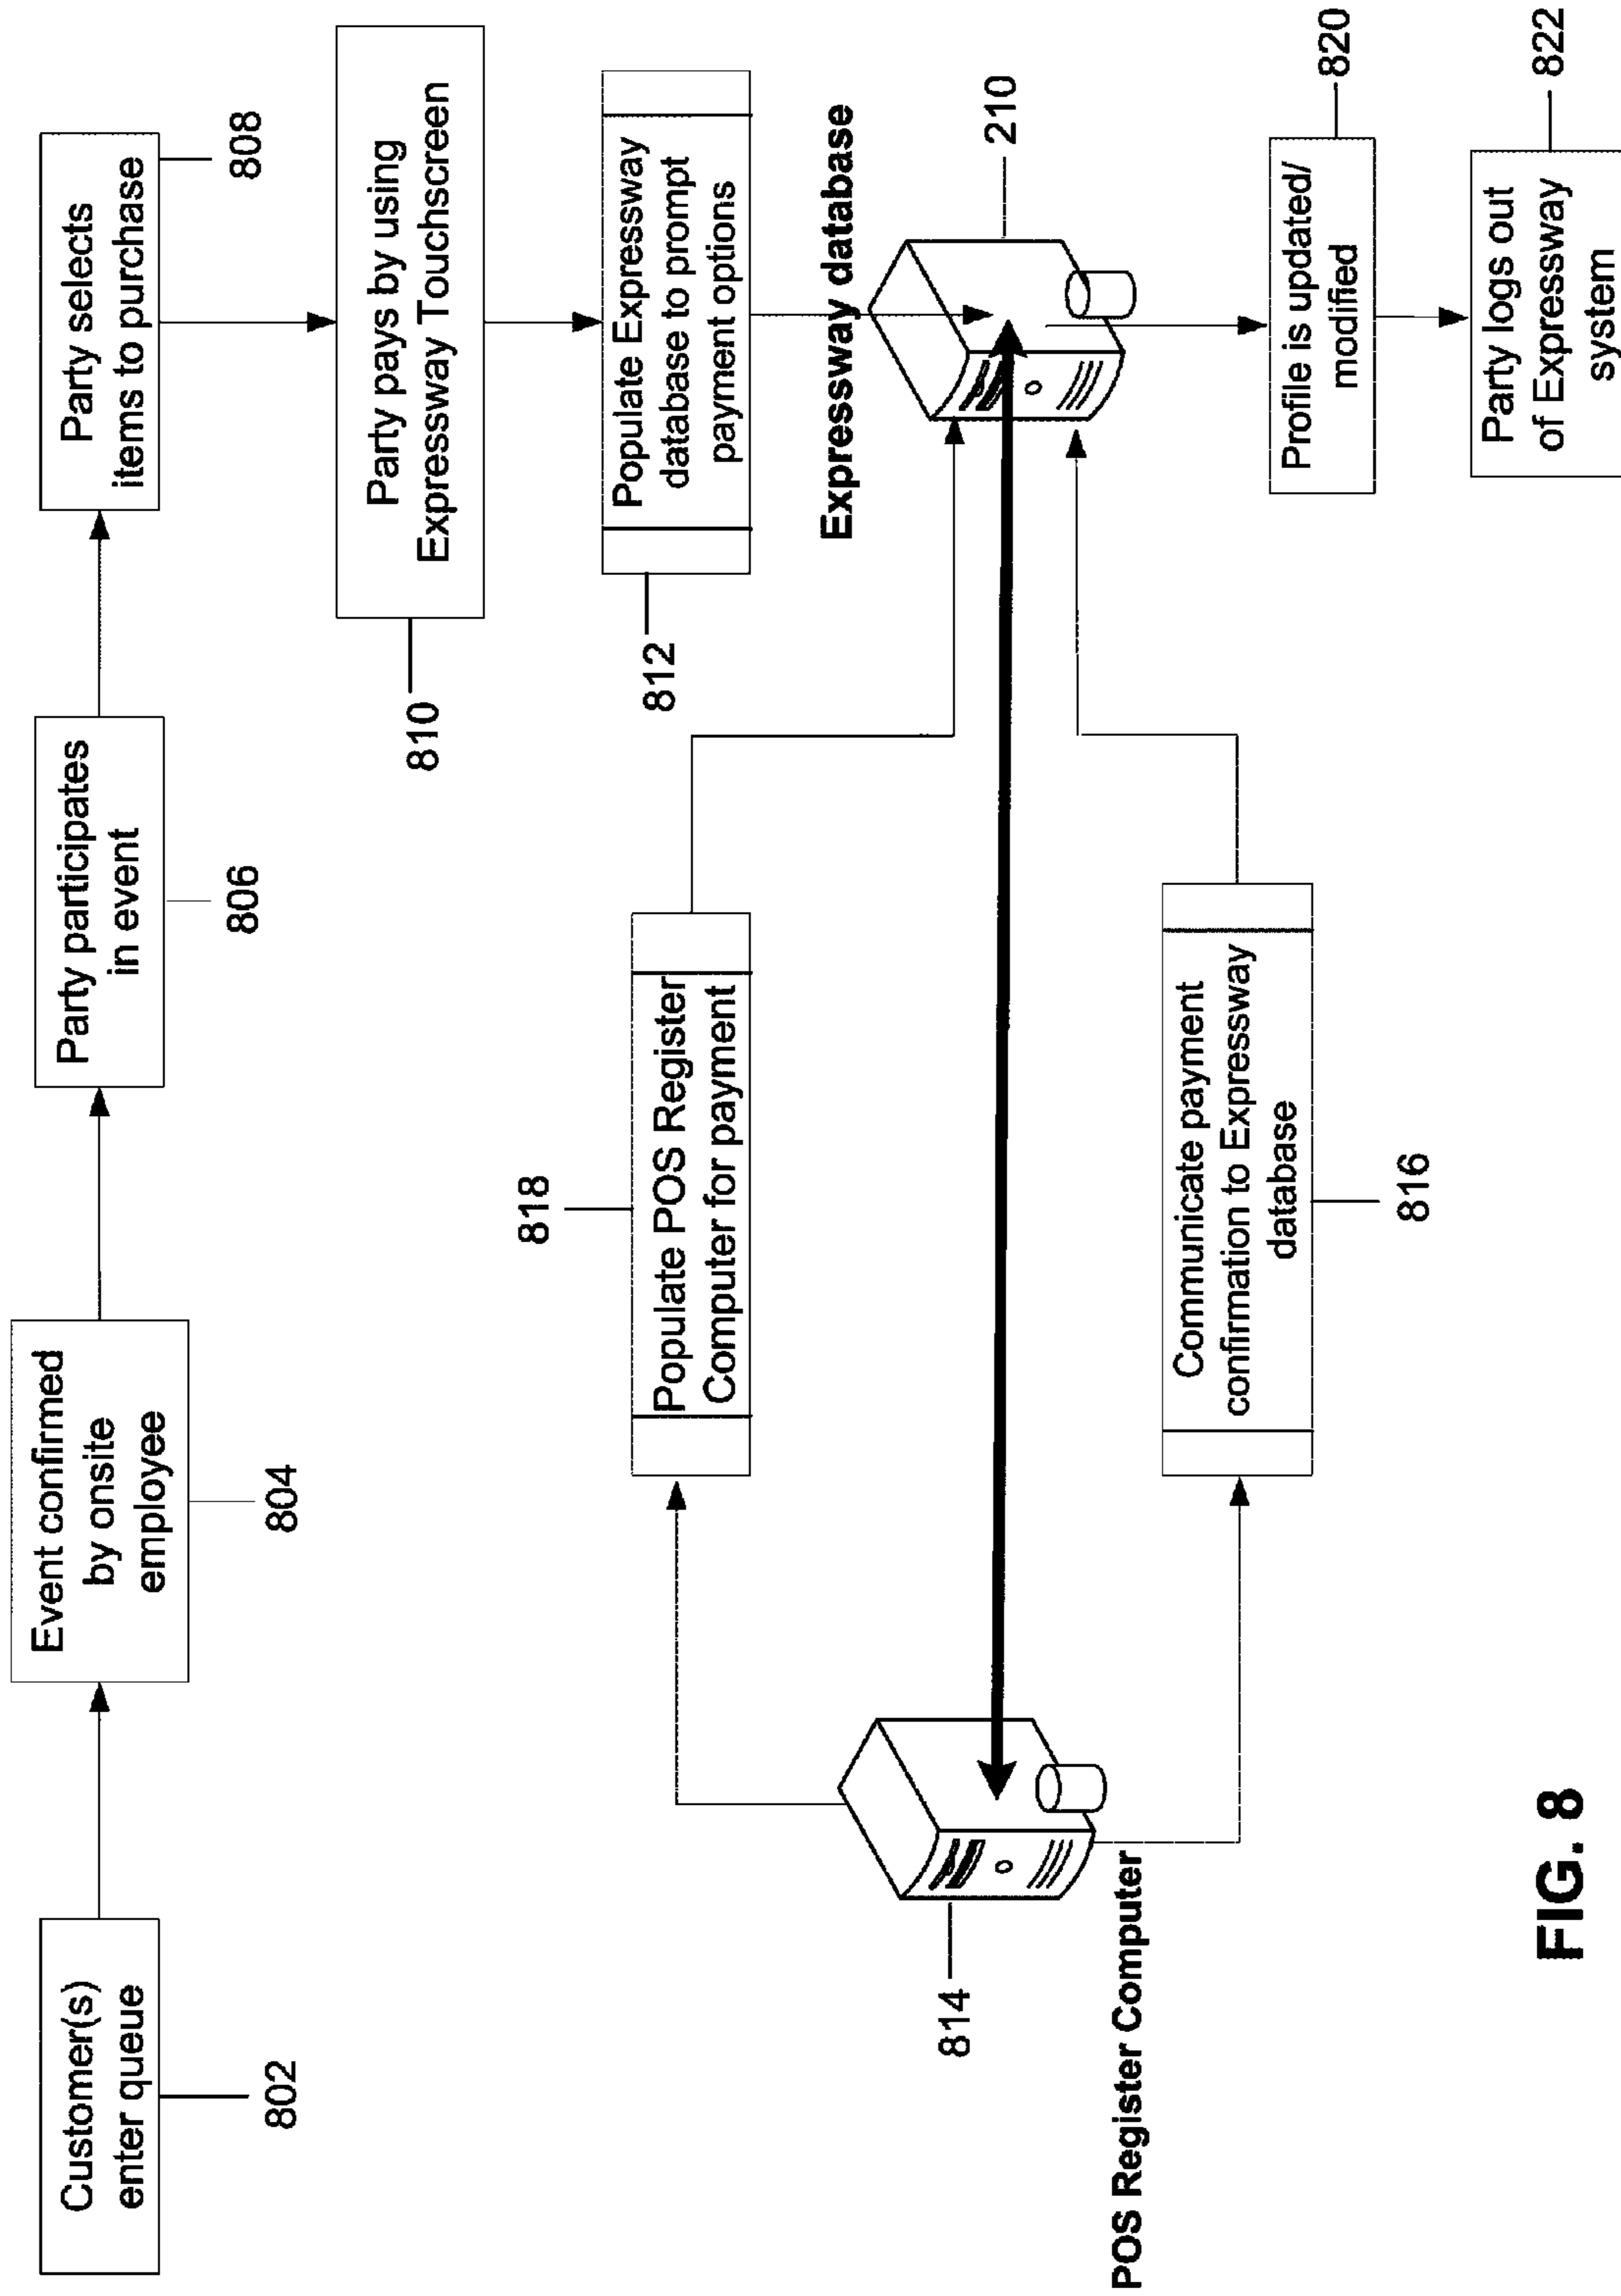 Customer(s)
enter queue
802
Event confirmed
by onsite
employee
804
Party participates
in event
806
Party selects
items to purchase
808
Party pays by using
Expressway Touchscreen
810
Populate Expressway
database to prompt
payment options
812
Expressway database
210
818
Populate POS Register
Computer for payment
814
POS Register Computer
Communicate payment
confirmation to Expressway
database
816
Profile is updated/
modified
820
Party logs out
of Expressway
system
822
FIG. 8